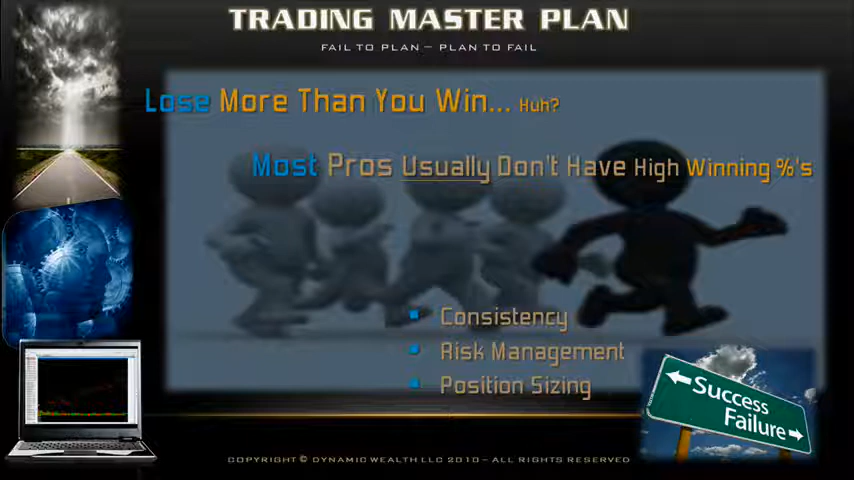 TRADING MASTER PLAN
FAIL TO PLAN – PLAN TO FAIL
Lose More Than You Win... Huh?
Most Pros Usually Don't Have High Winning %'s
Consistency
Risk Management
Position Sizing
Success
Failure
COPYRIGHT © DYNAMIC WEALTH LLC 2010 – ALL RIGHTS RESERVED